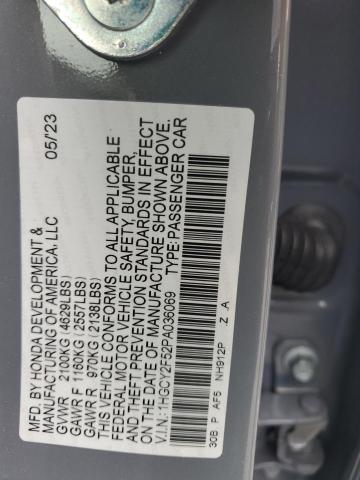 MFD. BY HONDA DEVELOPMENT &
MANUFACTURING OF AMERICA. LLC 05/'23
GVWR 2100KG (4629LBS)
GAWR F 1160KG (2557LBS)
GAWR R 970KG (2138LBS)
THIS VEHICLE CONFORMS TO ALL APPLICABLE
FEDERAL MOTOR VEHICLE SAFETY, BUMPER,
AND THEFT PREVENTION STANDARDS IN EFFECT
ON THE DATE OF MANUFACTURE SHOWN ABOVE.
V.I.N.:1HGCY2F52PA036069 TYPE:PASSENGER CAR
30B P AF5 NH912P .Z .A